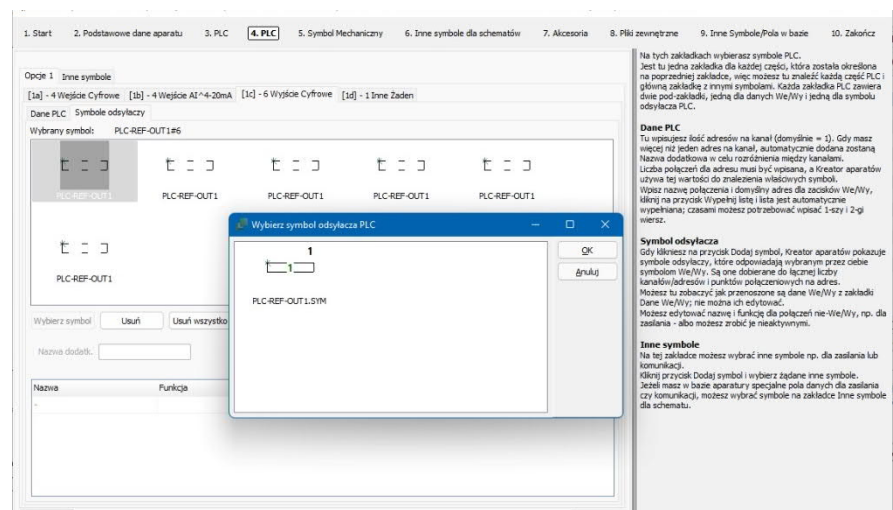 1. Start 2. Podstawowe dane aparatu 3. PLC 4. PLC 5. Symbol Mechaniczny 6. Inne symbole dla schematów 7. Akcesoria 8. Pliki zewnętrzne 9. Inne Symbole/Pola w bazie 10. Zakończ
Opcje 1 Inne symbole
[1a] - 4 Wejście Cyfrowe [1b] - 4 Wejście AI^4-20mA [1c] - 6 Wyjście Cyfrowe [1d] - 1 Inne Żaden
Dane PLC Symbole odsyłaczy
Wybrany symbol: PLC-REF-OUT1#6
PLC-REF-OUT1 PLC-REF-OUT1 PLC-REF-OUT1 PLC-REF-OUT1 PLC-REF-OUT1
PLC-REF-OUT1
Wybierz symbol Usuń Usuń wszystko
Nazwa dodatk.
Nazwa Funkcja
-
Wybierz symbol odsyłacza PLC
1
1
PLC-REF-OUT1.SYM
OK
Anuluj
Na tych zakładkach wybierasz symbole PLC.
Jest tu jedna zakładka dla każdej części, która została określona
na poprzedniej zakładce, więc możesz tu znaleźć każdą część PLC i
główną zakładkę z innymi symbolami. Każda zakładka PLC zawiera
dwie pod-zakładki, jedną dla danych We/Wy i jedną dla symbolu
odsyłacza PLC.
Dane PLC
Tu wpisujesz ilość adresów na kanał (domyślnie = 1). Gdy masz
więcej niż jeden adres na kanał, automatycznie dodana zostaną
Nazwa dodatkowa w celu rozróżnienia między kanałami.
Liczba połączeń dla adresu musi być wpisana, a Kreator aparatów
używa tej wartości do znalezienia właściwych symboli.
Wpisz nazwę połączenia i domyślny adres dla zacisków We/Wy,
kliknij na przycisk Wypełnij listę i lista jest automatycznie
wypełniana; czasami możesz potrzebować wpisać 1-szy i 2-gi
wiersz.
Symbol odsyłacza
Gdy klikniesz na przycisk Dodaj symbol, Kreator aparatów pokazuje
symbole odsyłaczy, które odpowiadają wybranym przez ciebie
symbolom We/Wy. Są one dobierane do łącznej liczby
kanałów/adresów i punktów połączeniowych na adres.
Możesz tu zobaczyć jak przenoszone są dane We/Wy z zakładki
Dane We/Wy; nie można ich edytować.
Możesz edytować nazwę i funkcję dla połączeń nie-We/Wy, np. dla
zasilania - albo możesz zrobić je nieaktywnymi.
Inne symbole
Na tej zakładce możesz wybrać inne symbole np. dla zasilania lub
komunikacji.
Kliknij przycisk Dodaj symbol i wybierz żądane inne symbole.
Jeżeli masz w bazie aparatury specjalne pola danych dla zasilania
czy komunikacji, możesz wybrać symbole na zakładce Inne symbole
dla schematu.